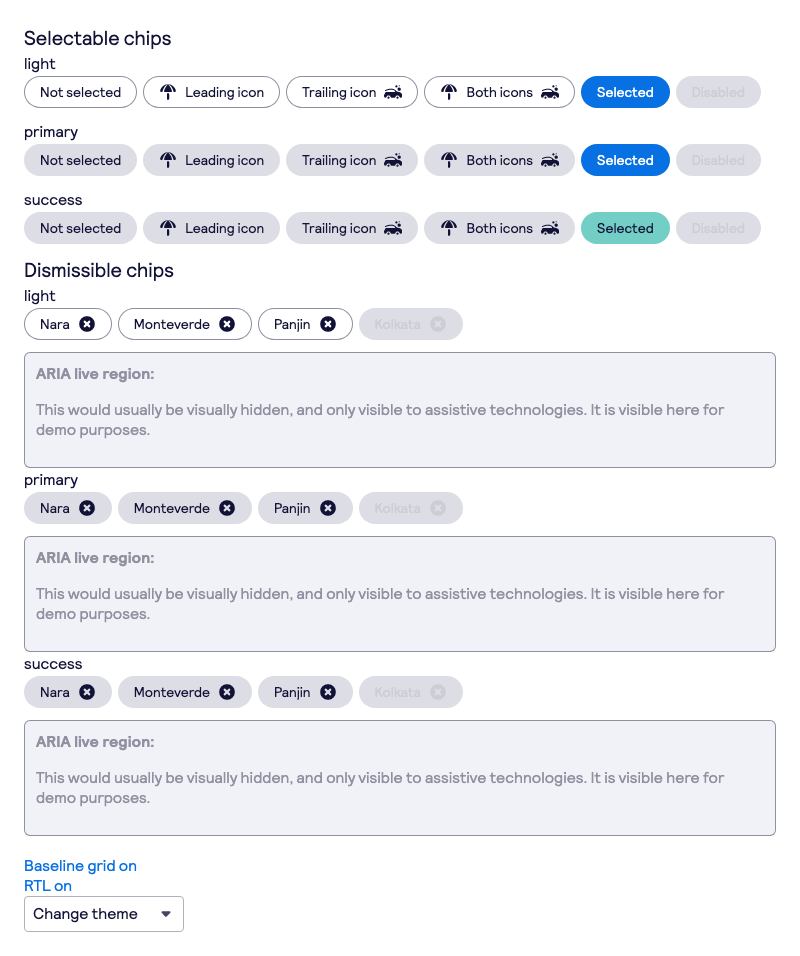 Selectable chips
light
Not selected Leading icon Trailing icon Both icons Selected Disabled
primary
Not selected Leading icon Trailing icon Both icons Selected Disabled
success
Not selected Leading icon Trailing icon Both icons Selected Disabled
Dismissible chips
light
Nara Monteverde Panjin Kolkata
ARIA live region:
This would usually be visually hidden, and only visible to assistive technologies. It is visible here for
demo purposes.
primary
Nara Monteverde Panjin Kolkata
ARIA live region:
This would usually be visually hidden, and only visible to assistive technologies. It is visible here for
demo purposes.
success
Nara Monteverde Panjin Kolkata
ARIA live region:
This would usually be visually hidden, and only visible to assistive technologies. It is visible here for
demo purposes.
Baseline grid on
RTL on
Change theme